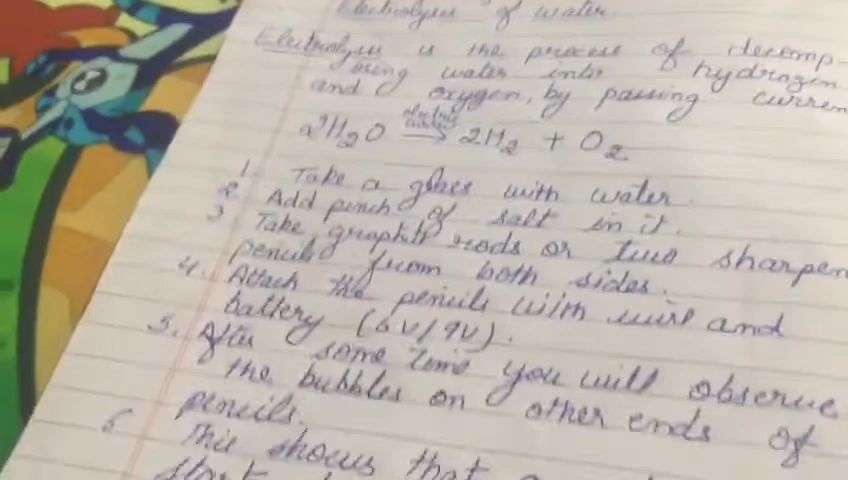 Electrolysis of water
Electrolysis is the process of decomp-
osing water into hydrogen
and oxygen, by passing curren
2H2O electric current → 2H2 + O2
1. Take a glass with water.
2. Add pinch of salt in it.
3 Take graphite rods or two sharpen
pencils from both sides.
4. Attach the pencils with wire and
battery (6V/9V).
5. After some time you will observe
the bubbles on other ends of
pencils.
6 This shows that
start